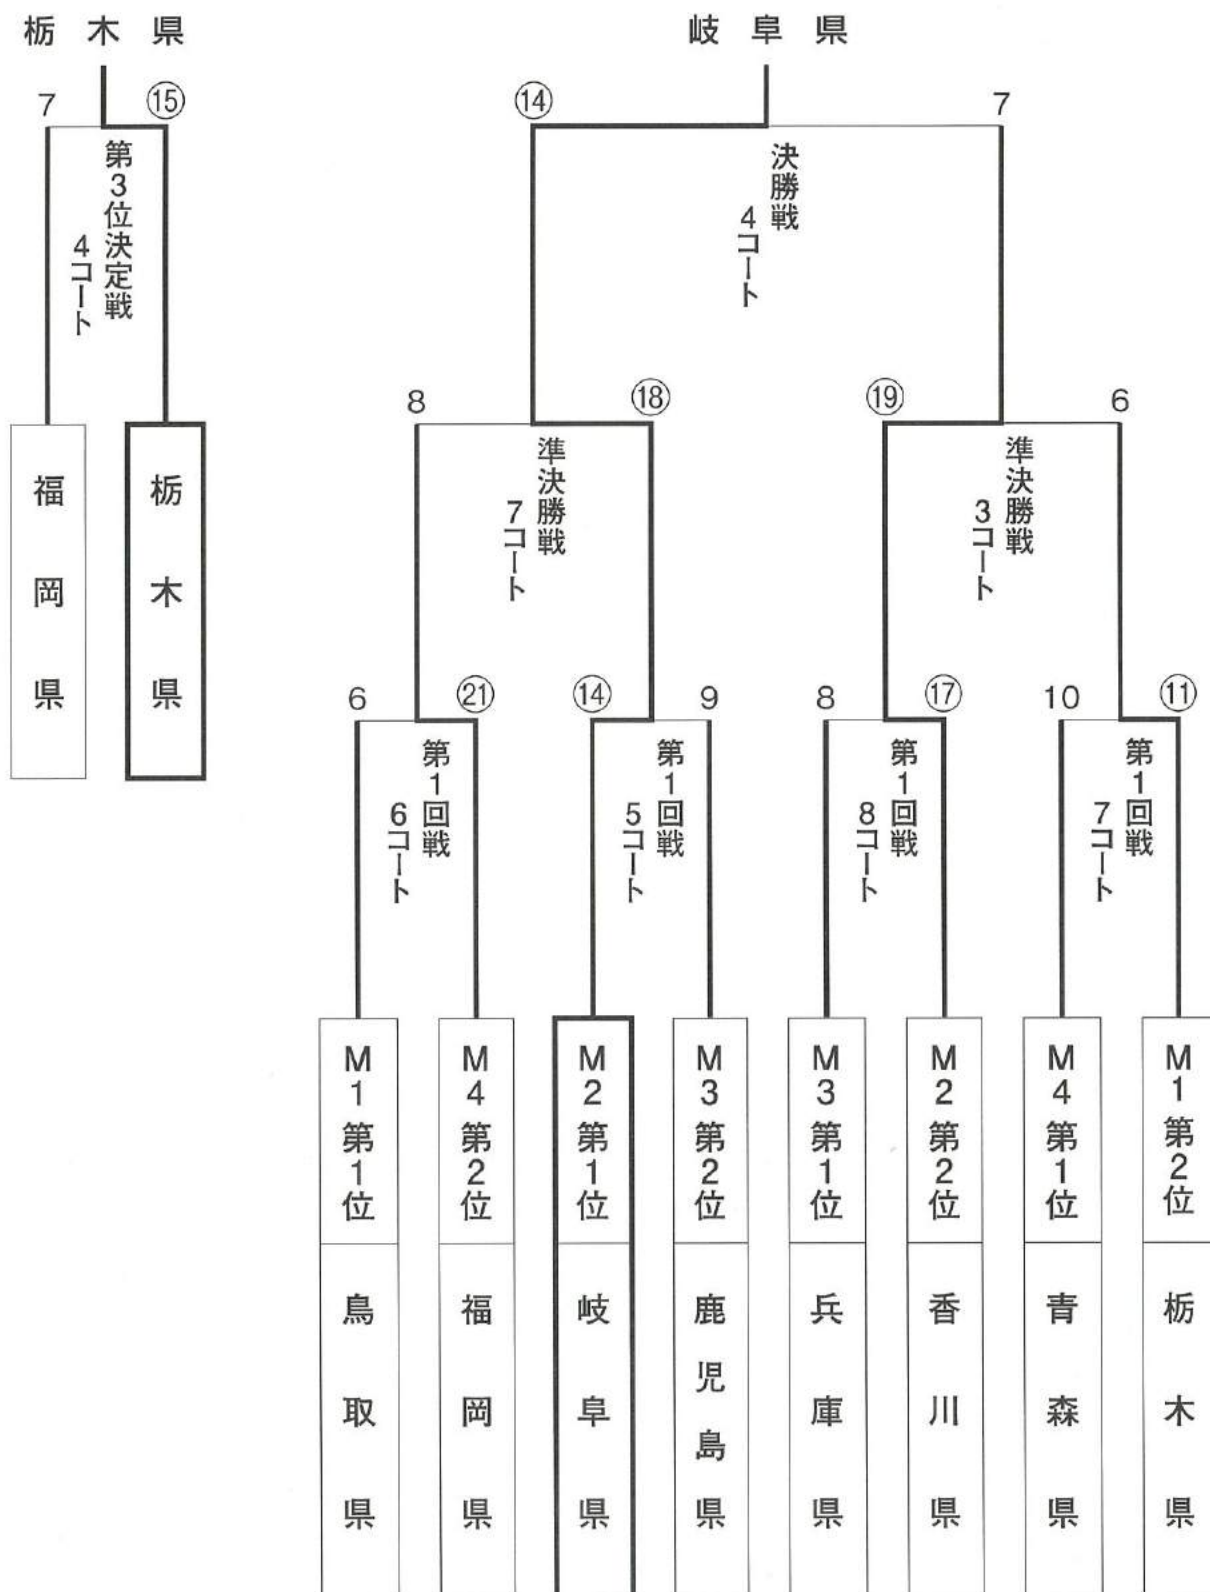 栃木県
岐阜県
7
⑮
第3位決定戦
4コート
福岡県
栃木県
⑭
7
決勝戦
4コート
8
⑱
準決勝戦
7コート
⑲
6
準決勝戦
3コート
6
㉑
第1回戦
6コート
⑭
9
第1回戦
5コート
8
⑰
第1回戦
8コート
10
⑪
第1回戦
7コート
M1第1位
鳥取県
M4第2位
福岡県
M2第1位
岐阜県
M3第2位
鹿児島県
M3第1位
兵庫県
M2第2位
香川県
M4第1位
青森県
M1第2位
栃木県